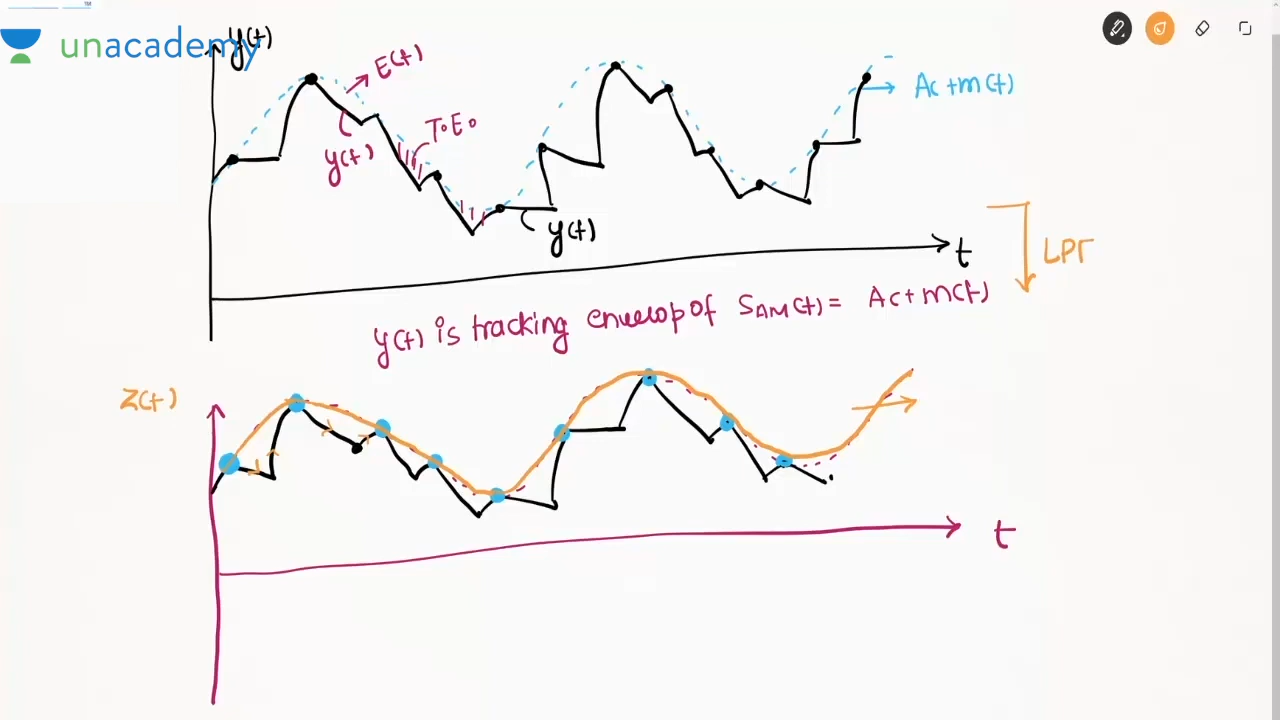 unacademy
y(t)
E(t)
Ac+m(t)
T.E.
y(t)
y(t)
t
LPF
y(t) is tracking envelop of SAM(t) = Ac+m(t)
Z(t)
t